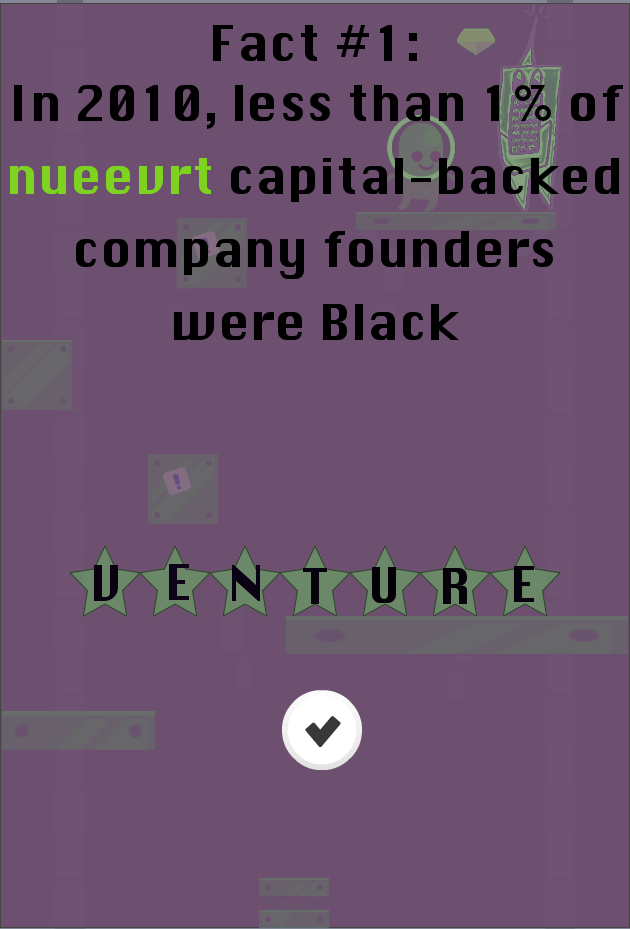 Fact #1:
In 2010, less than 1% of
nueevrt capital-backed
company founders
were Black
!
VENTURE